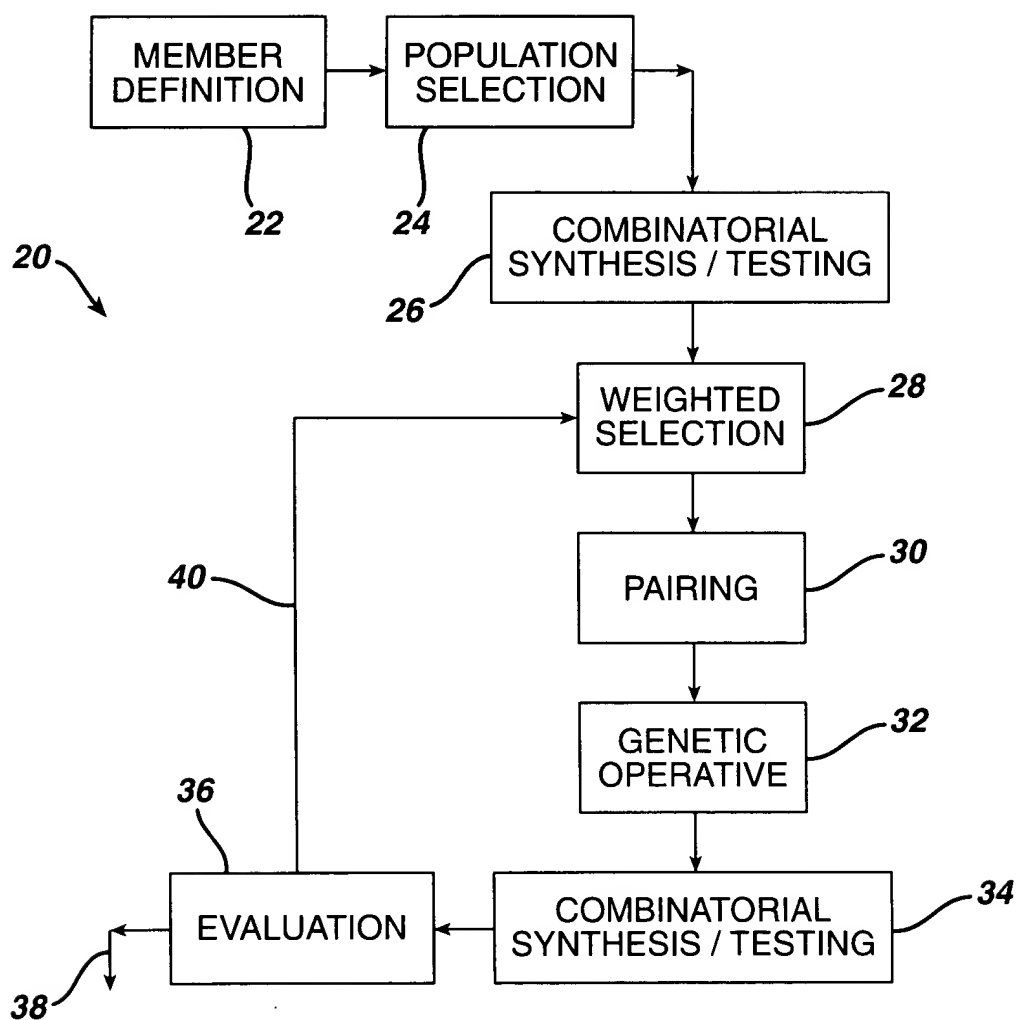 MEMBER
DEFINITION
POPULATION
SELECTION
22
24
20
COMBINATORIAL
SYNTHESIS / TESTING
26
WEIGHTED
SELECTION
28
PAIRING
30
40
GENETIC
OPERATIVE
32
36
EVALUATION
COMBINATORIAL
SYNTHESIS / TESTING
34
38